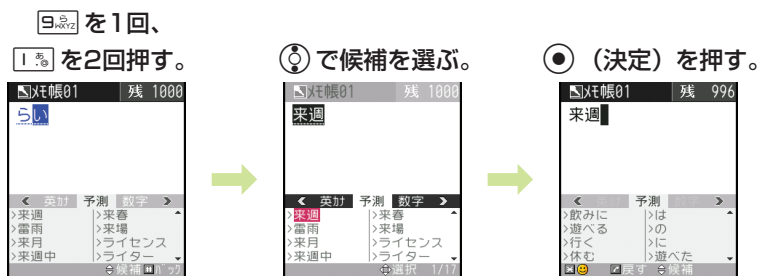 9らWXYZ を1回、
1あ.@ を2回押す。
で候補を選ぶ。
（決定）を押す。
メモ帳01 残 1000
らい
英カナ 予測 数字
>来週 >来春
>雷雨 >来場
>来月 >ライセンス
>来週中 >ライター
候補 #バック
メモ帳01 残 1000
来週
英カナ 予測 数字
>来週 >来春
>雷雨 >来場
>来月 >ライセンス
>来週中 >ライター
選択 1/17
メモ帳01 残 996
来週
予測
>飲みに >は
>遊べる >の
>行く >に
>休む >遊べた
戻す 候補